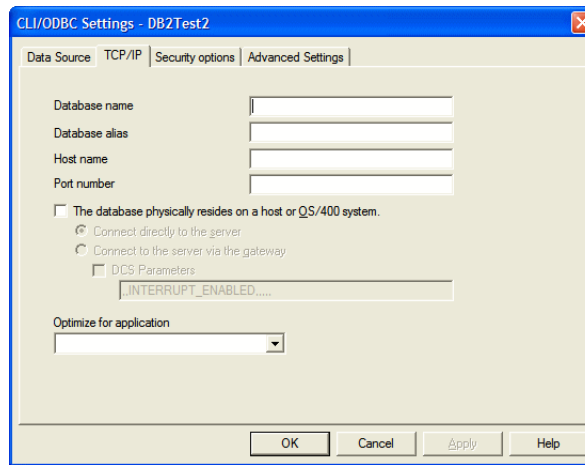 CLI/ODBC Settings - DB2Test2
Data Source TCP/IP Security options Advanced Settings
Database name
Database alias
Host name
Port number
The database physically resides on a host or OS/400 system.
Connect directly to the server
Connect to the server via the gateway
DCS Parameters
,,INTERRUPT_ENABLED,,,,,
Optimize for application
OK Cancel Apply Help